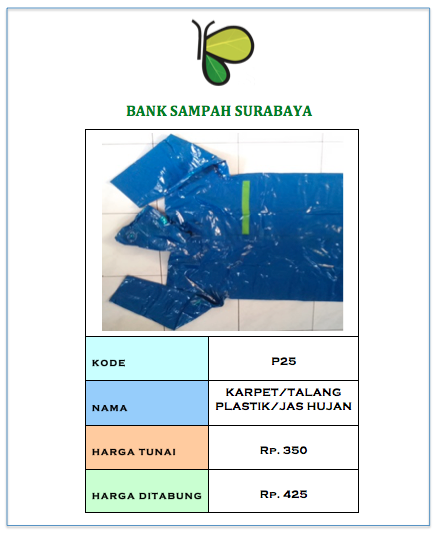 BANK SAMPAH SURABAYA
KODE
P25
NAMA
KARPET/TALANG
PLASTIK/JAS HUJAN
HARGA TUNAI
Rp. 350
HARGA DITABUNG
Rp. 425